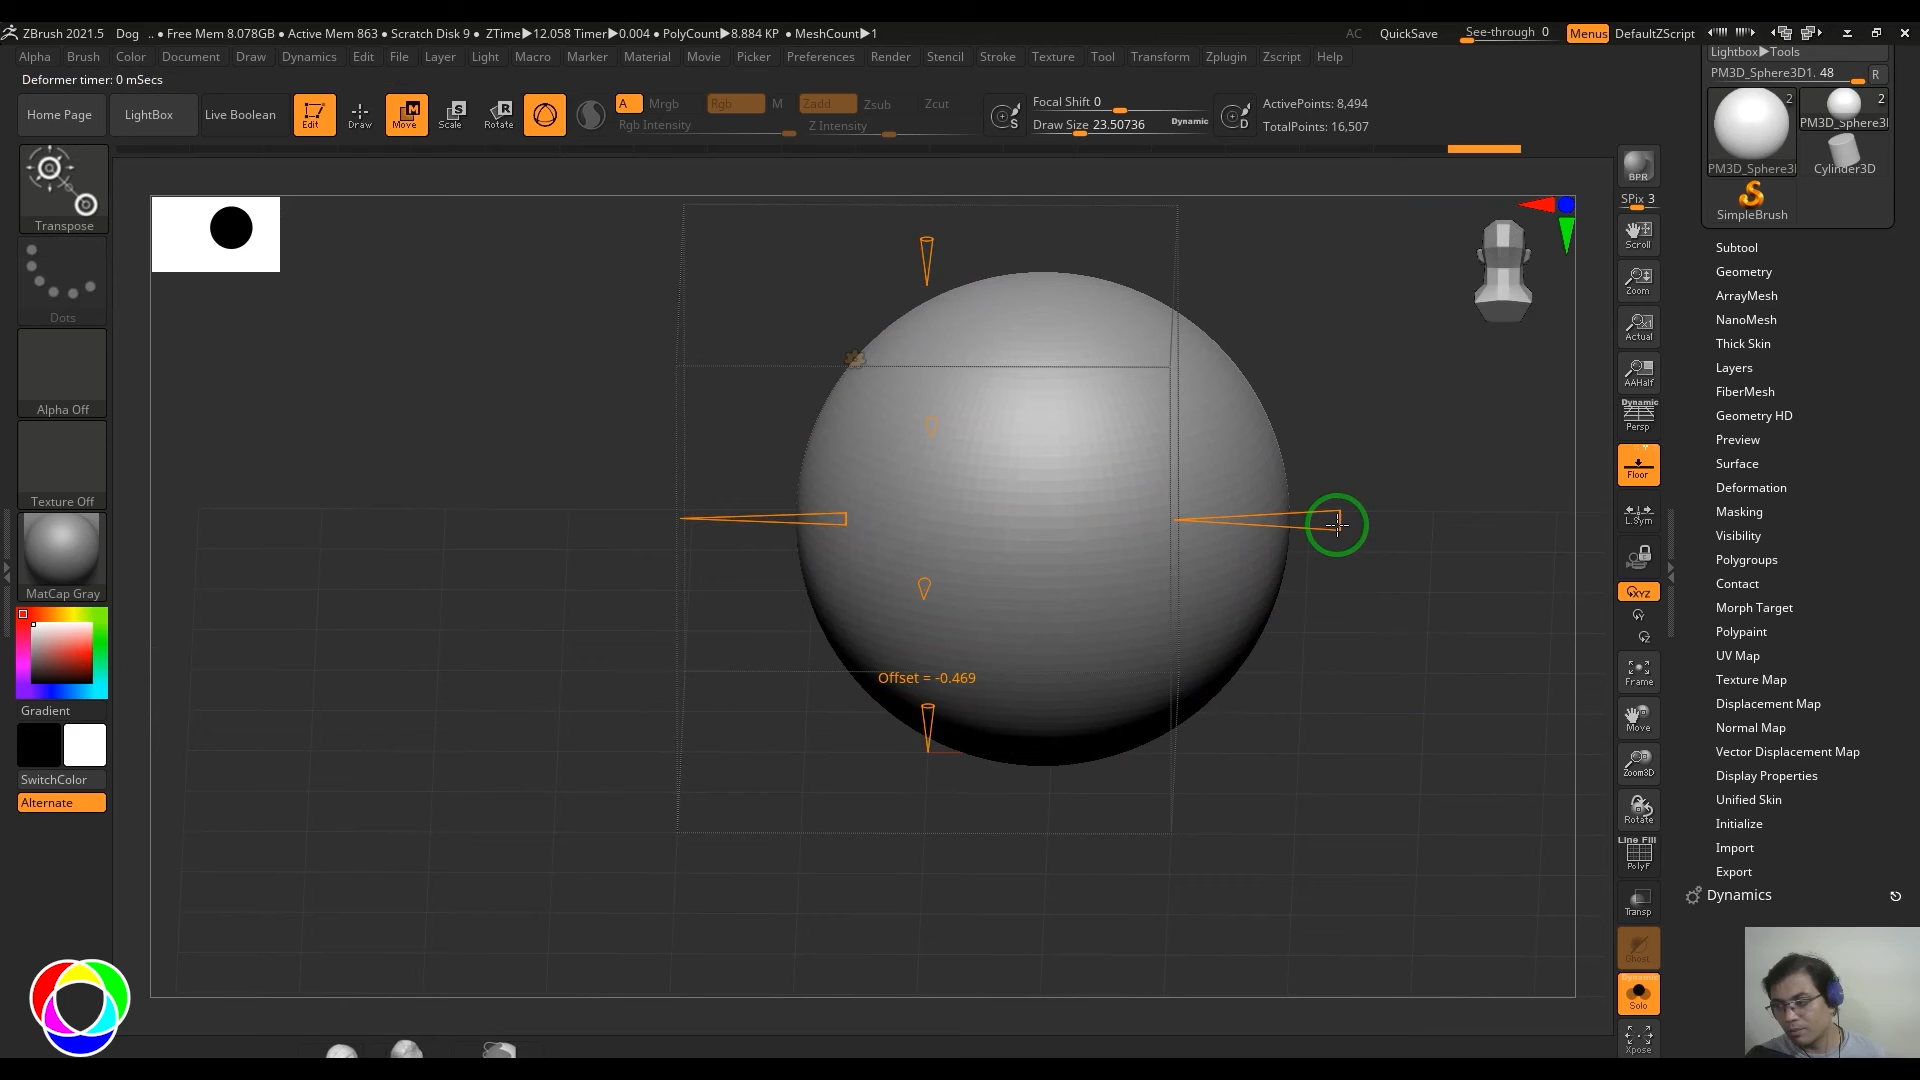 ZBrush 2021.5 Dog .. ● Free Mem 8.078GB ● Active Mem 863 ● Scratch Disk 9 ● ZTime▶12.058 Timer▶0.004 ● PolyCount▶8.884 KP ● MeshCount▶1 AC QuickSave See-through 0 Menus DefaultZScript
Alpha Brush Color Document Draw Dynamics Edit File Layer Light Macro Marker Material Movie Picker Preferences Render Stencil Stroke Texture Tool Transform Zplugin Zscript Help
Lightbox▶Tools
Deformer timer: 0 mSecs
PM3D_Sphere3D1. 48 R
Home Page LightBox Live Boolean Edit Draw Move Scale Rotate
A Mrgb Rgb M Zadd Zsub Zcut
Rgb Intensity Z Intensity
S Focal Shift 0
Draw Size 23.50736 Dynamic D
ActivePoints: 8,494
TotalPoints: 16,507
2 2
PM3D_Sphere3
PM3D_Sphere3 Cylinder3D
SimpleBrush
Transpose
Dots
Alpha Off
Texture Off
MatCap Gray
Gradient
SwitchColor
Alternate
Offset = -0.469
BPR
SPix 3
Scroll
Zoom
Actual
AAHalf
Dynamic
Persp
Floor
L.Sym
XYZ
Y
Z
Frame
Move
Zoom3D
Rotate
Line Fill
PolyF
Transp
Ghost
Dynamic
Solo
Xpose
Subtool
Geometry
ArrayMesh
NanoMesh
Thick Skin
Layers
FiberMesh
Geometry HD
Preview
Surface
Deformation
Masking
Visibility
Polygroups
Contact
Morph Target
Polypaint
UV Map
Texture Map
Displacement Map
Normal Map
Vector Displacement Map
Display Properties
Unified Skin
Initialize
Import
Export
Dynamics